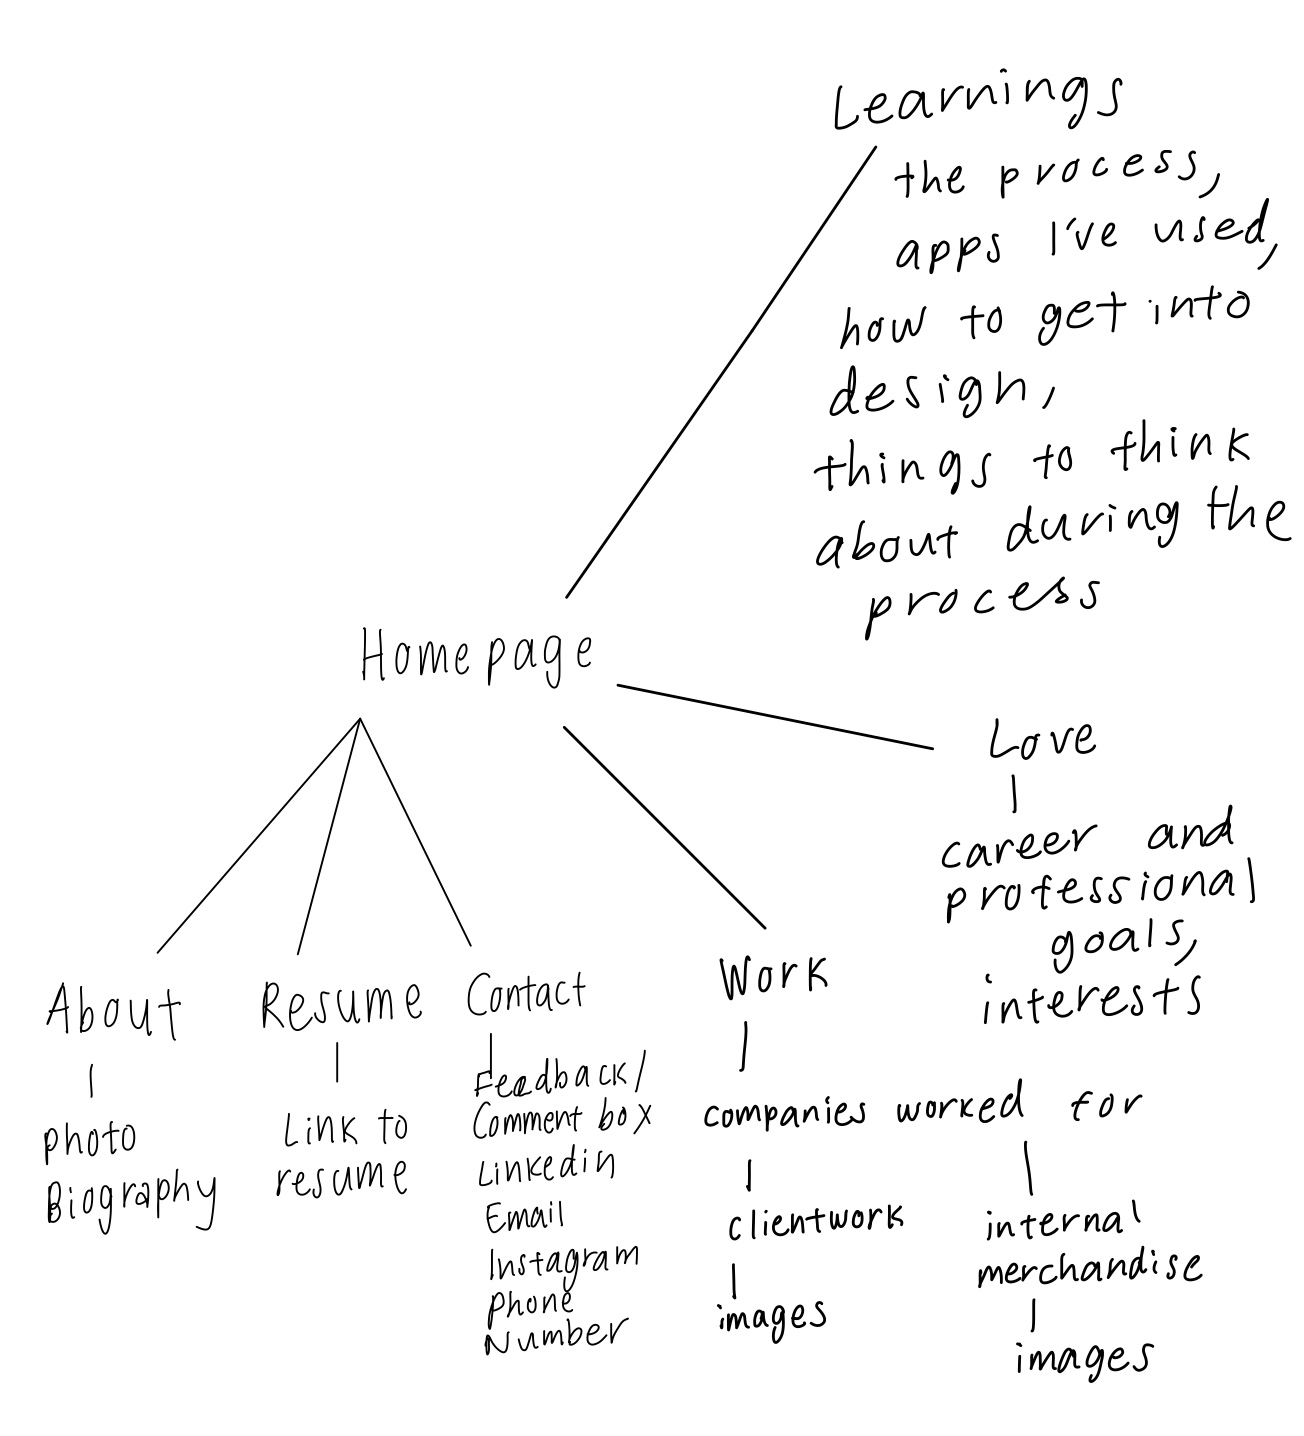 Learnings
the process,
apps I've used,
how to get into
design,
things to think
about during the
process
Homepage
Love
career and
professional
goals,
interests
About
photo
Biography
Resume
Link to
resume
Contact
Feedback/
Comment box
Linkedin
Email
Instagram
Phone
Number
Work
companies worked for
clientwork
images
internal
merchandise
images